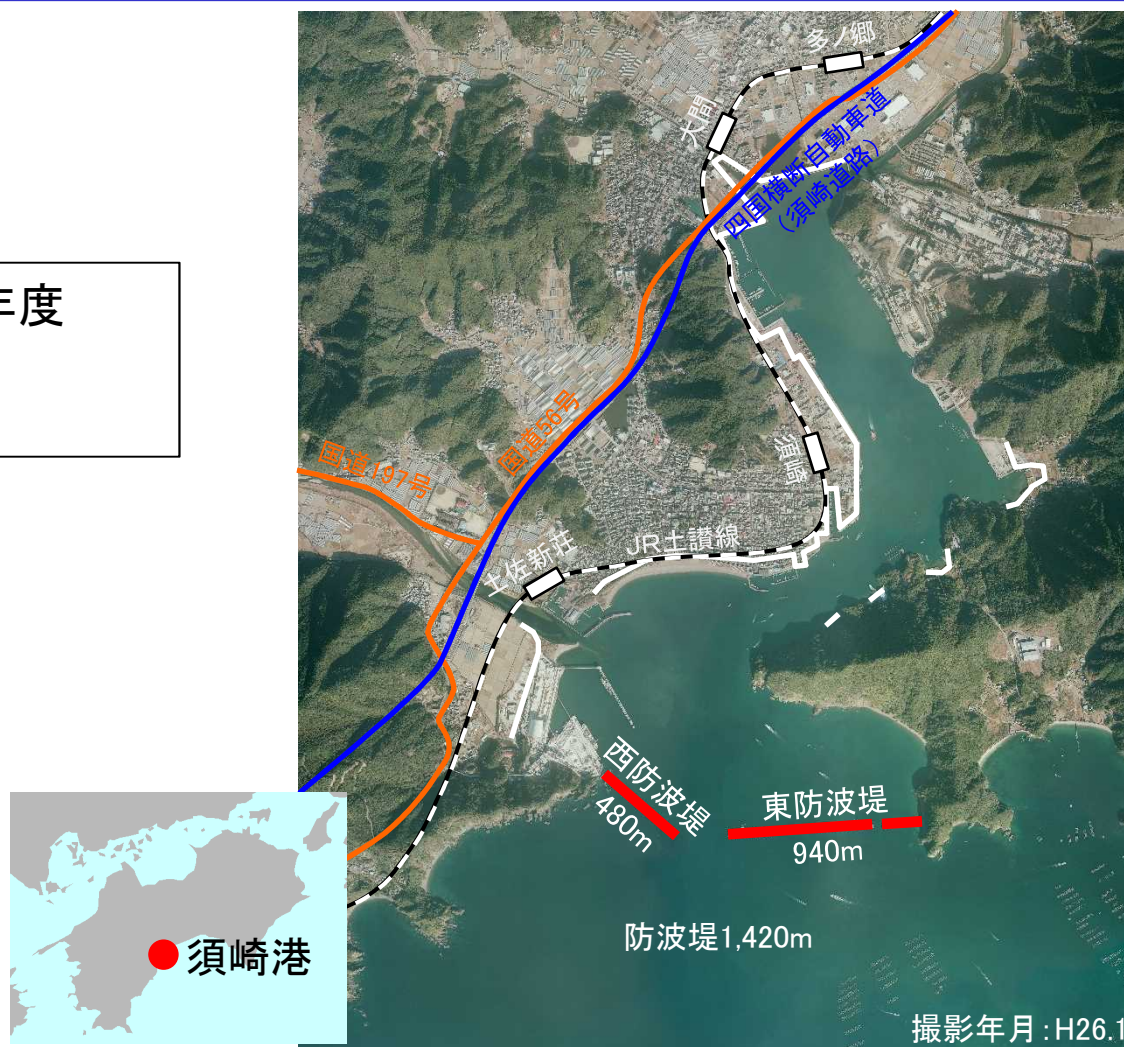 年度
多ノ郷
大間
四国横断自動車道
(須崎道路)
国道56号
国道197号
須崎
JR土讃線
土佐新荘
西防波堤
480m
東防波堤
940m
防波堤1,420m
須崎港
撮影年月:H26.1